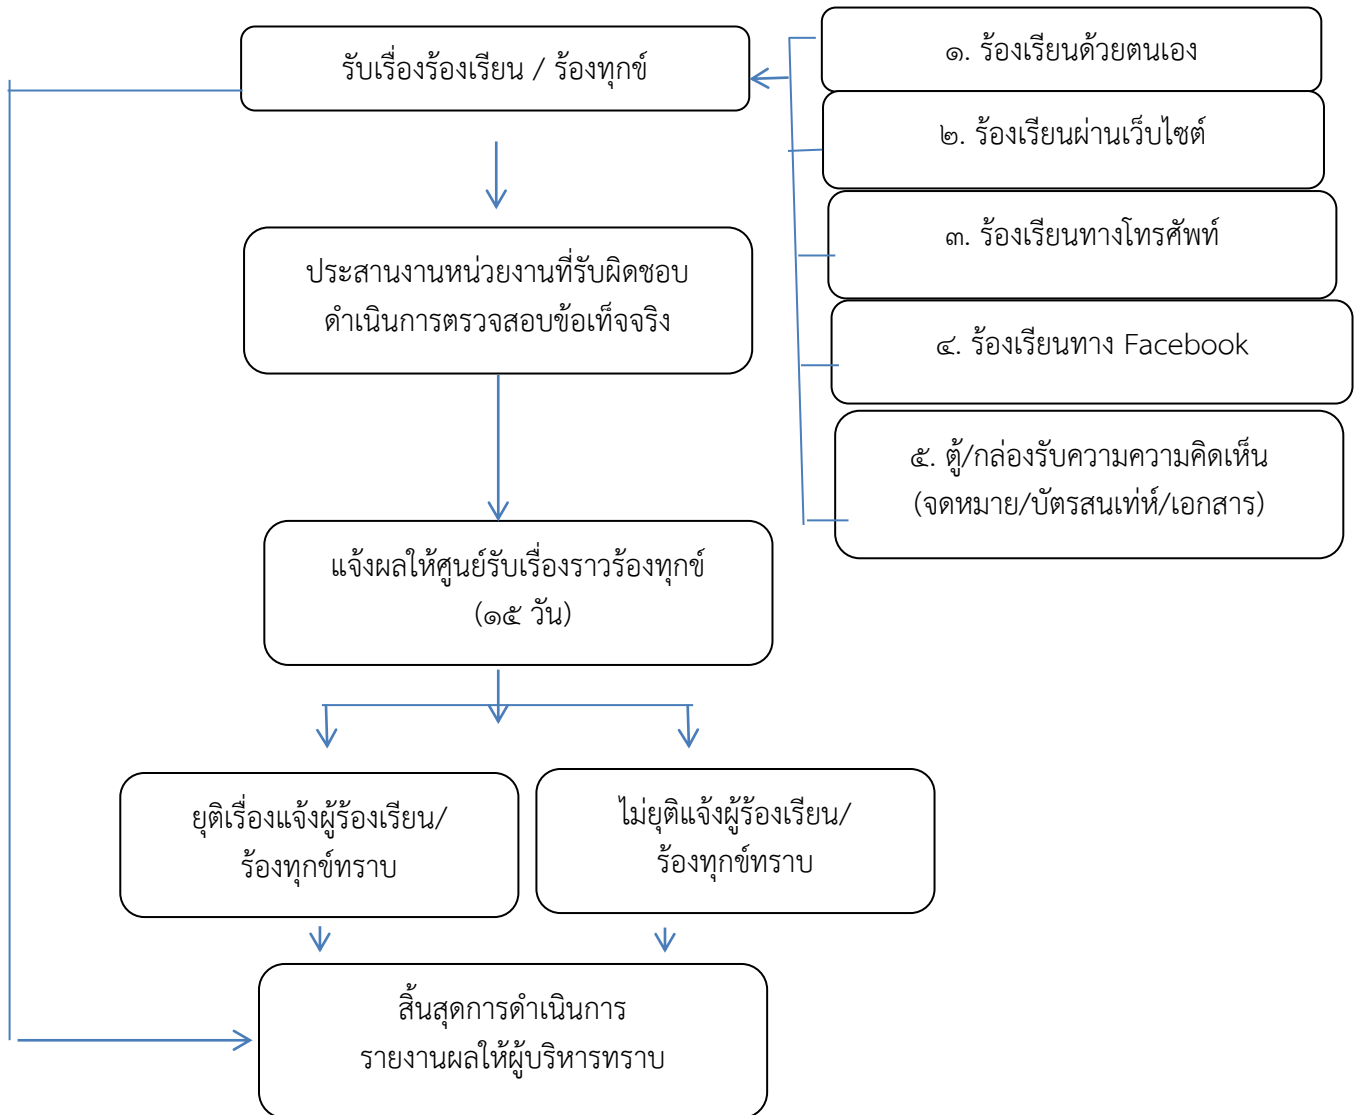 รับเรื่องร้องเรียน / ร้องทุกข์
๑. ร้องเรียนด้วยตนเอง
๒. ร้องเรียนผ่านเว็บไซต์
๓. ร้องเรียนทางโทรศัพท์
๔. ร้องเรียนทาง Facebook
๕. ตู้/กล่องรับความความคิดเห็น
(จดหมาย/บัตรสนเท่ห์/เอกสาร)
ประสานงานหน่วยงานที่รับผิดชอบ
ดำเนินการตรวจสอบข้อเท็จจริง
แจ้งผลให้ศูนย์รับเรื่องราวร้องทุกข์
(๑๕ วัน)
ยุติเรื่องแจ้งผู้ร้องเรียน/
ร้องทุกข์ทราบ
ไม่ยุติแจ้งผู้ร้องเรียน/
ร้องทุกข์ทราบ
สิ้นสุดการดำเนินการ
รายงานผลให้ผู้บริหารทราบ